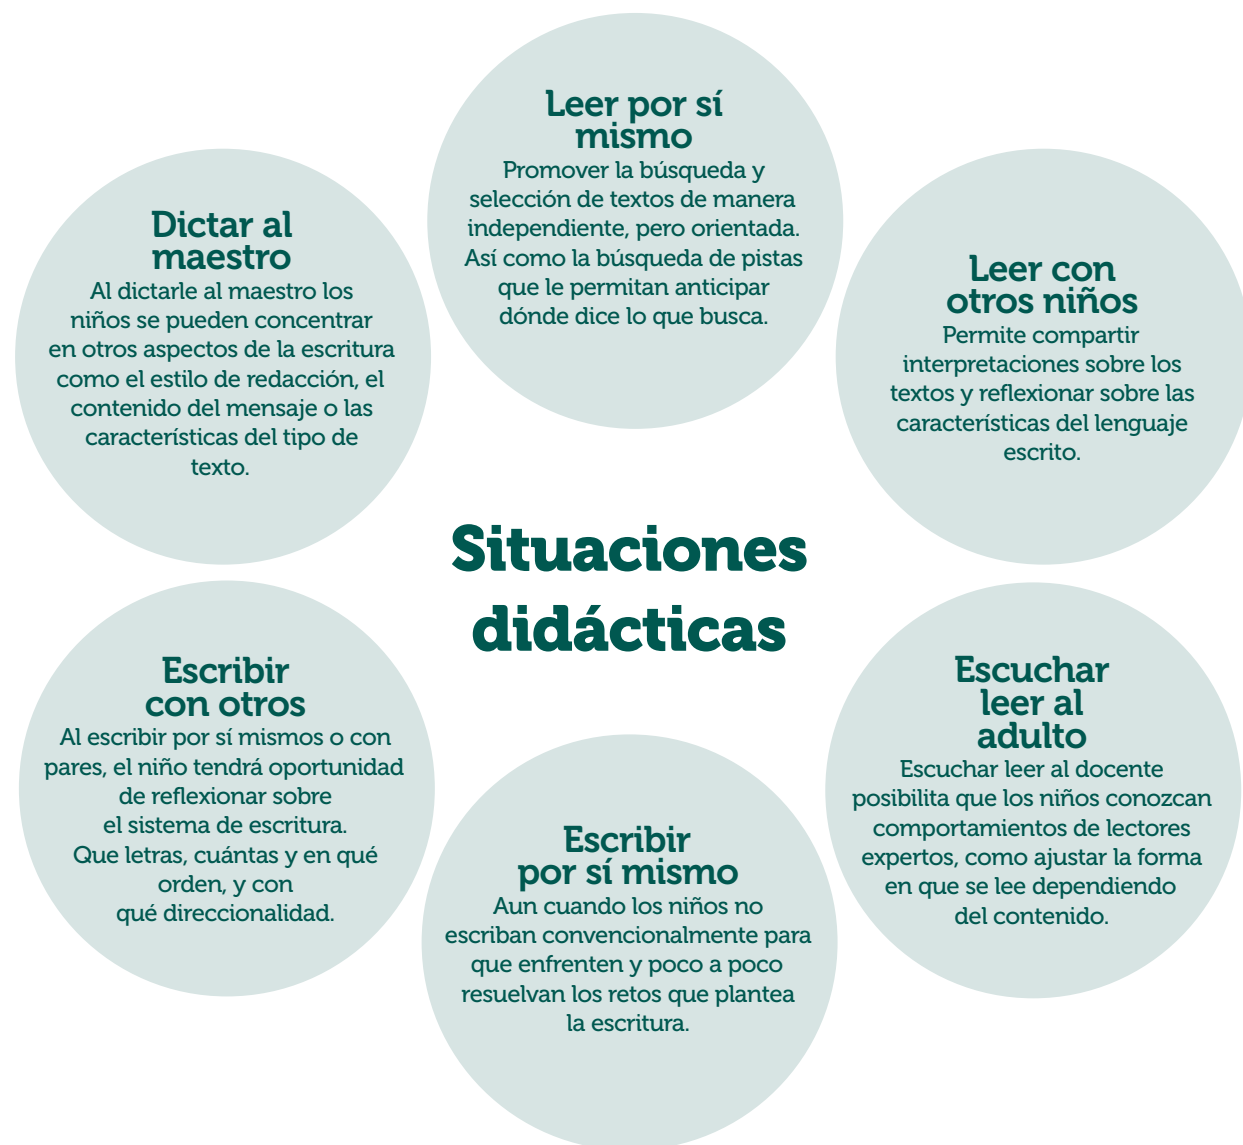 Leer por sí
mismo
Promover la búsqueda y
selección de textos de manera
independiente, pero orientada.
Así como la búsqueda de pistas
que le permitan anticipar
dónde dice lo que busca.
Dictar al
maestro
Al dictarle al maestro los
niños se pueden concentrar
en otros aspectos de la escritura
como el estilo de redacción, el
contenido del mensaje o las
características del tipo de
texto.
Leer con
otros niños
Permite compartir
interpretaciones sobre los
textos y reflexionar sobre las
características del lenguaje
escrito.
Situaciones
didácticas
Escribir
con otros
Al escribir por sí mismos o con
pares, el niño tendrá oportunidad
de reflexionar sobre
el sistema de escritura.
Que letras, cuántas y en qué
orden, y con
qué direccionalidad.
Escribir
por sí mismo
Aun cuando los niños no
escriban convencionalmente para
que enfrenten y poco a poco
resuelvan los retos que plantea
la escritura.
Escuchar
leer al
adulto
Escuchar leer al docente
posibilita que los niños conozcan
comportamientos de lectores
expertos, como ajustar la forma
en que se lee dependiendo
del contenido.